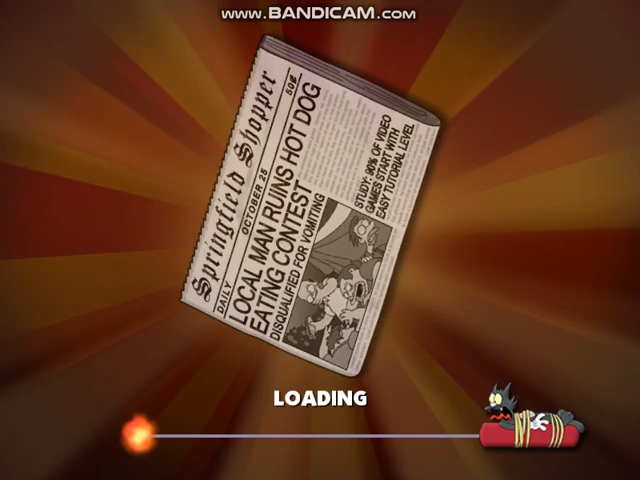 www.BANDICAM.com
Springfield Shopper
DAILY OCTOBER 25 50¢
LOCAL MAN RUINS HOT DOG
EATING CONTEST
DISQUALIFIED FOR VOMITING
STUDY: 90% OF VIDEO
GAMES START WITH
EASY TUTORIAL LEVEL
LOADING